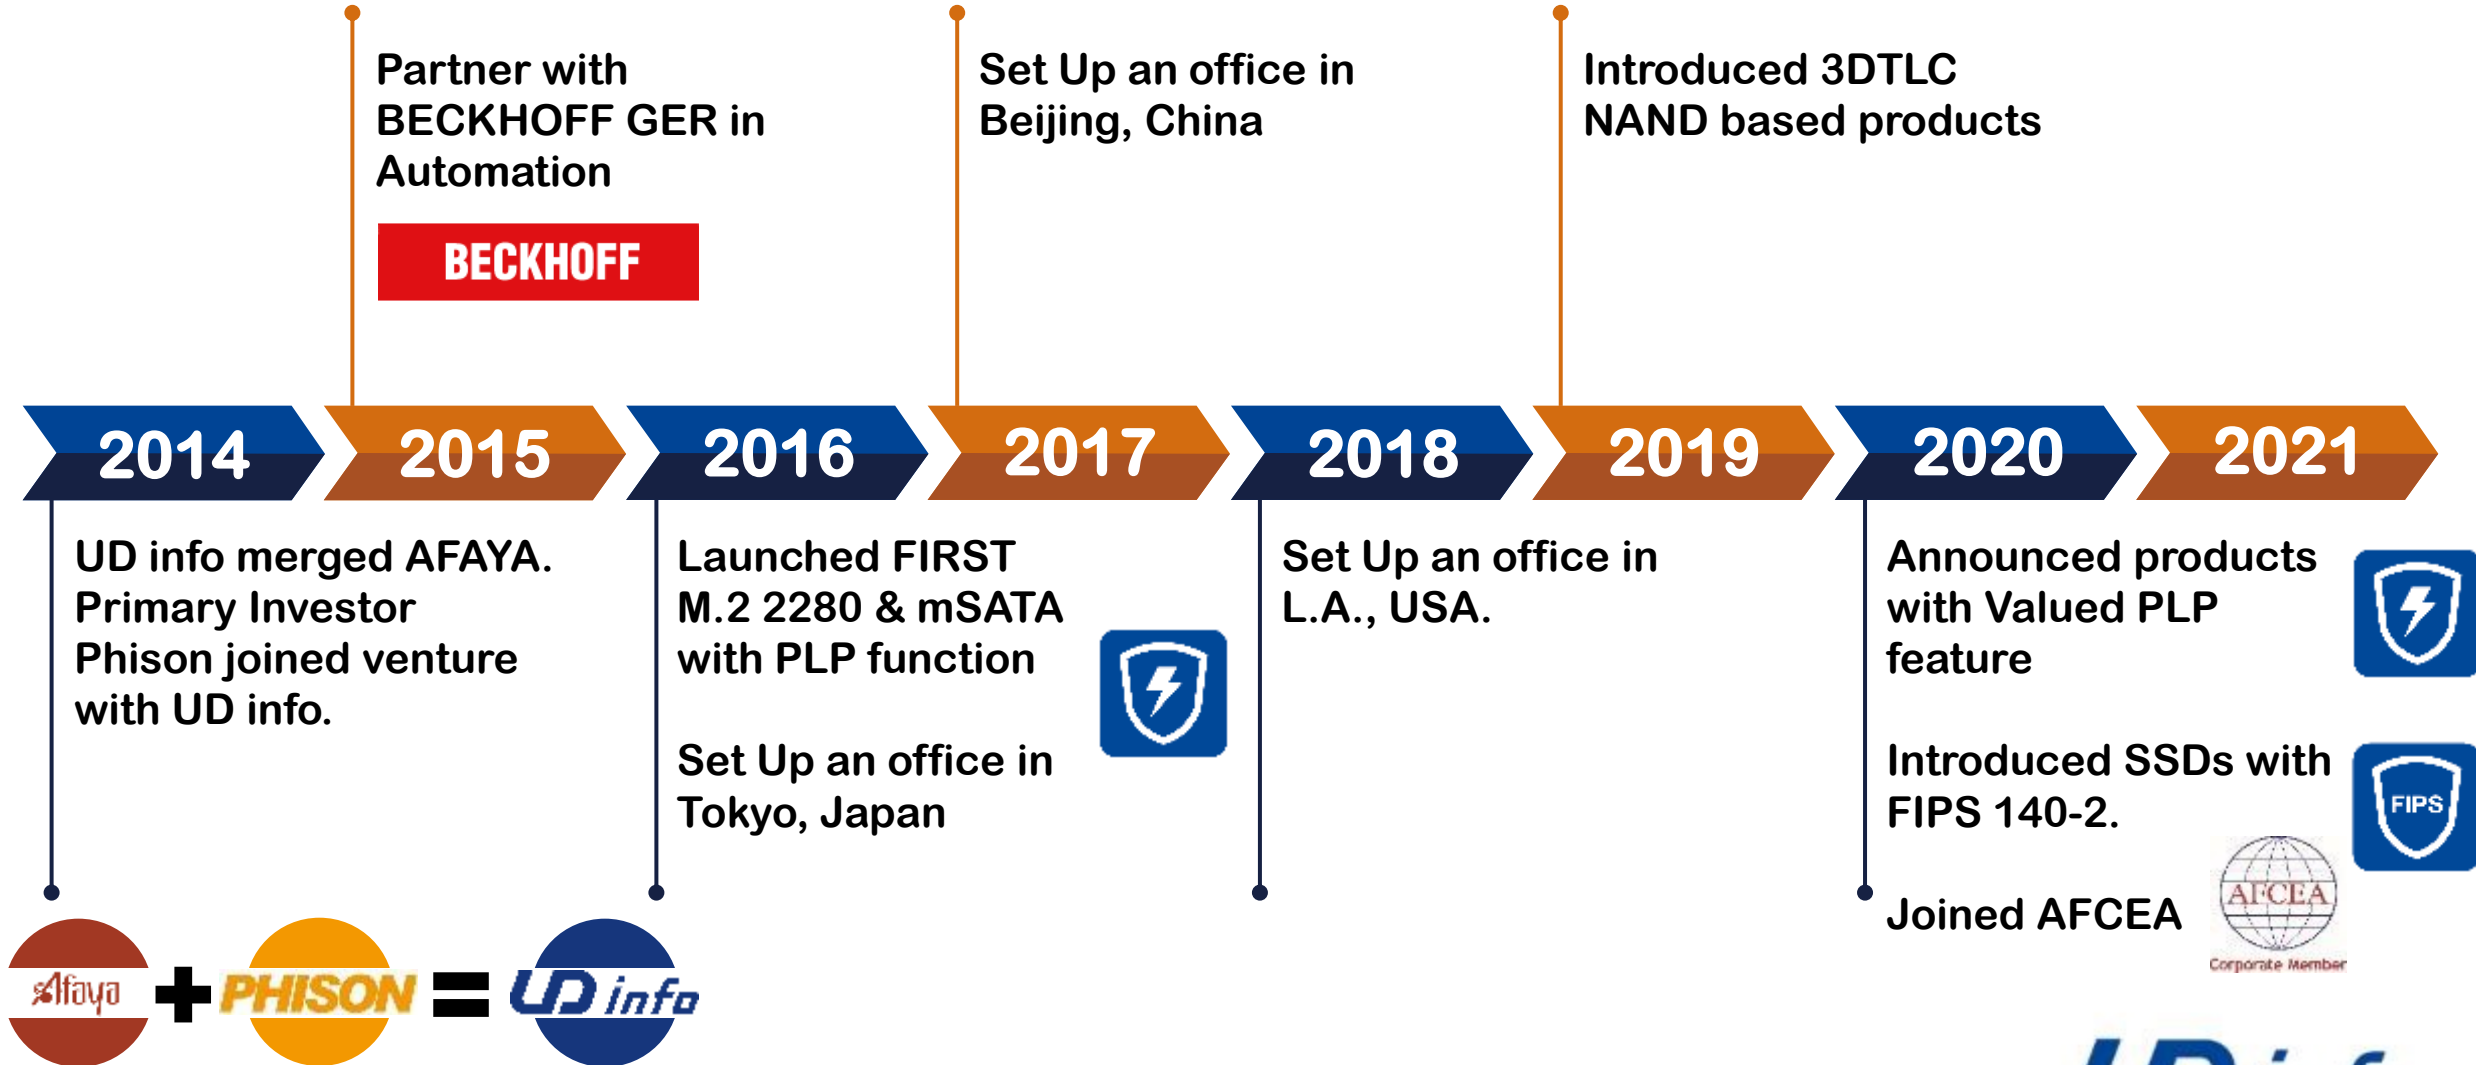 Partner with
BECKHOFF GER in
Automation
BECKHOFF
Set Up an office in
Beijing, China
Introduced 3DTLC
NAND based products
2014
2015
2016
2017
2018
2019
2020
2021
UD info merged AFAYA.
Primary Investor
Phison joined venture
with UD info.
Launched FIRST
M.2 2280 & mSATA
with PLP function
Set Up an office in
Tokyo, Japan
Set Up an office in
L.A., USA.
Announced products
with Valued PLP
feature
Introduced SSDs with
FIPS 140-2.
FIPS
Joined AFCEA
AFCEA
Corporate Member
Afaya + PHISON = UD info